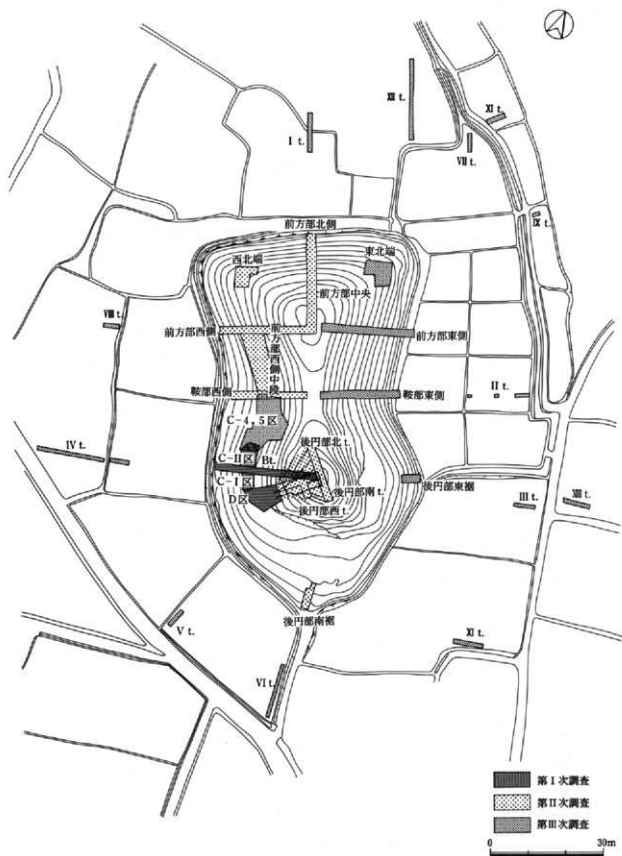 XII t.
XI t.
I t.
VII t.
IX t.
前方部北側
西北端
東北端
前方部中央
VIII t.
前方部西側
前方部西側中段
前方部東側
鞍部西側
鞍部東側
II t.
C-4, 5区
後円部北 t.
IV t.
C-II区
Bt.
C-I区
D区
後円部南 t.
後円部東裾
後円部西 t.
III t.
XIII t.
後円部南裾
V t.
XI t.
VI t.
第I次調査
第II次調査
第III次調査
0
30m